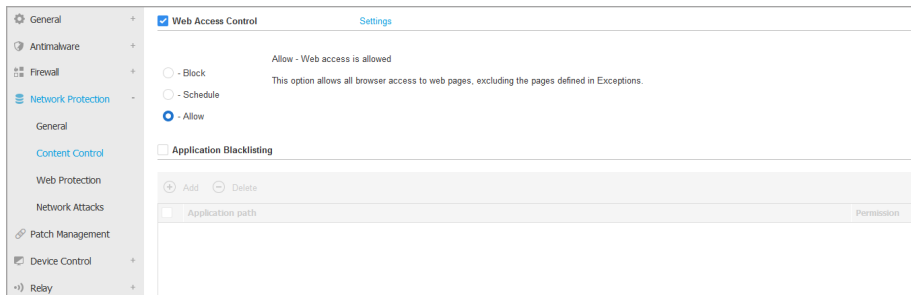 General +
Antimalware +
Firewall +
Network Protection -
General
Content Control
Web Protection
Network Attacks
Patch Management
Device Control +
Relay +
Web Access Control Settings
- Block
- Schedule
- Allow
Allow - Web access is allowed
This option allows all browser access to web pages, excluding the pages defined in Exceptions.
Application Blacklisting
Add Delete
Application path Permission